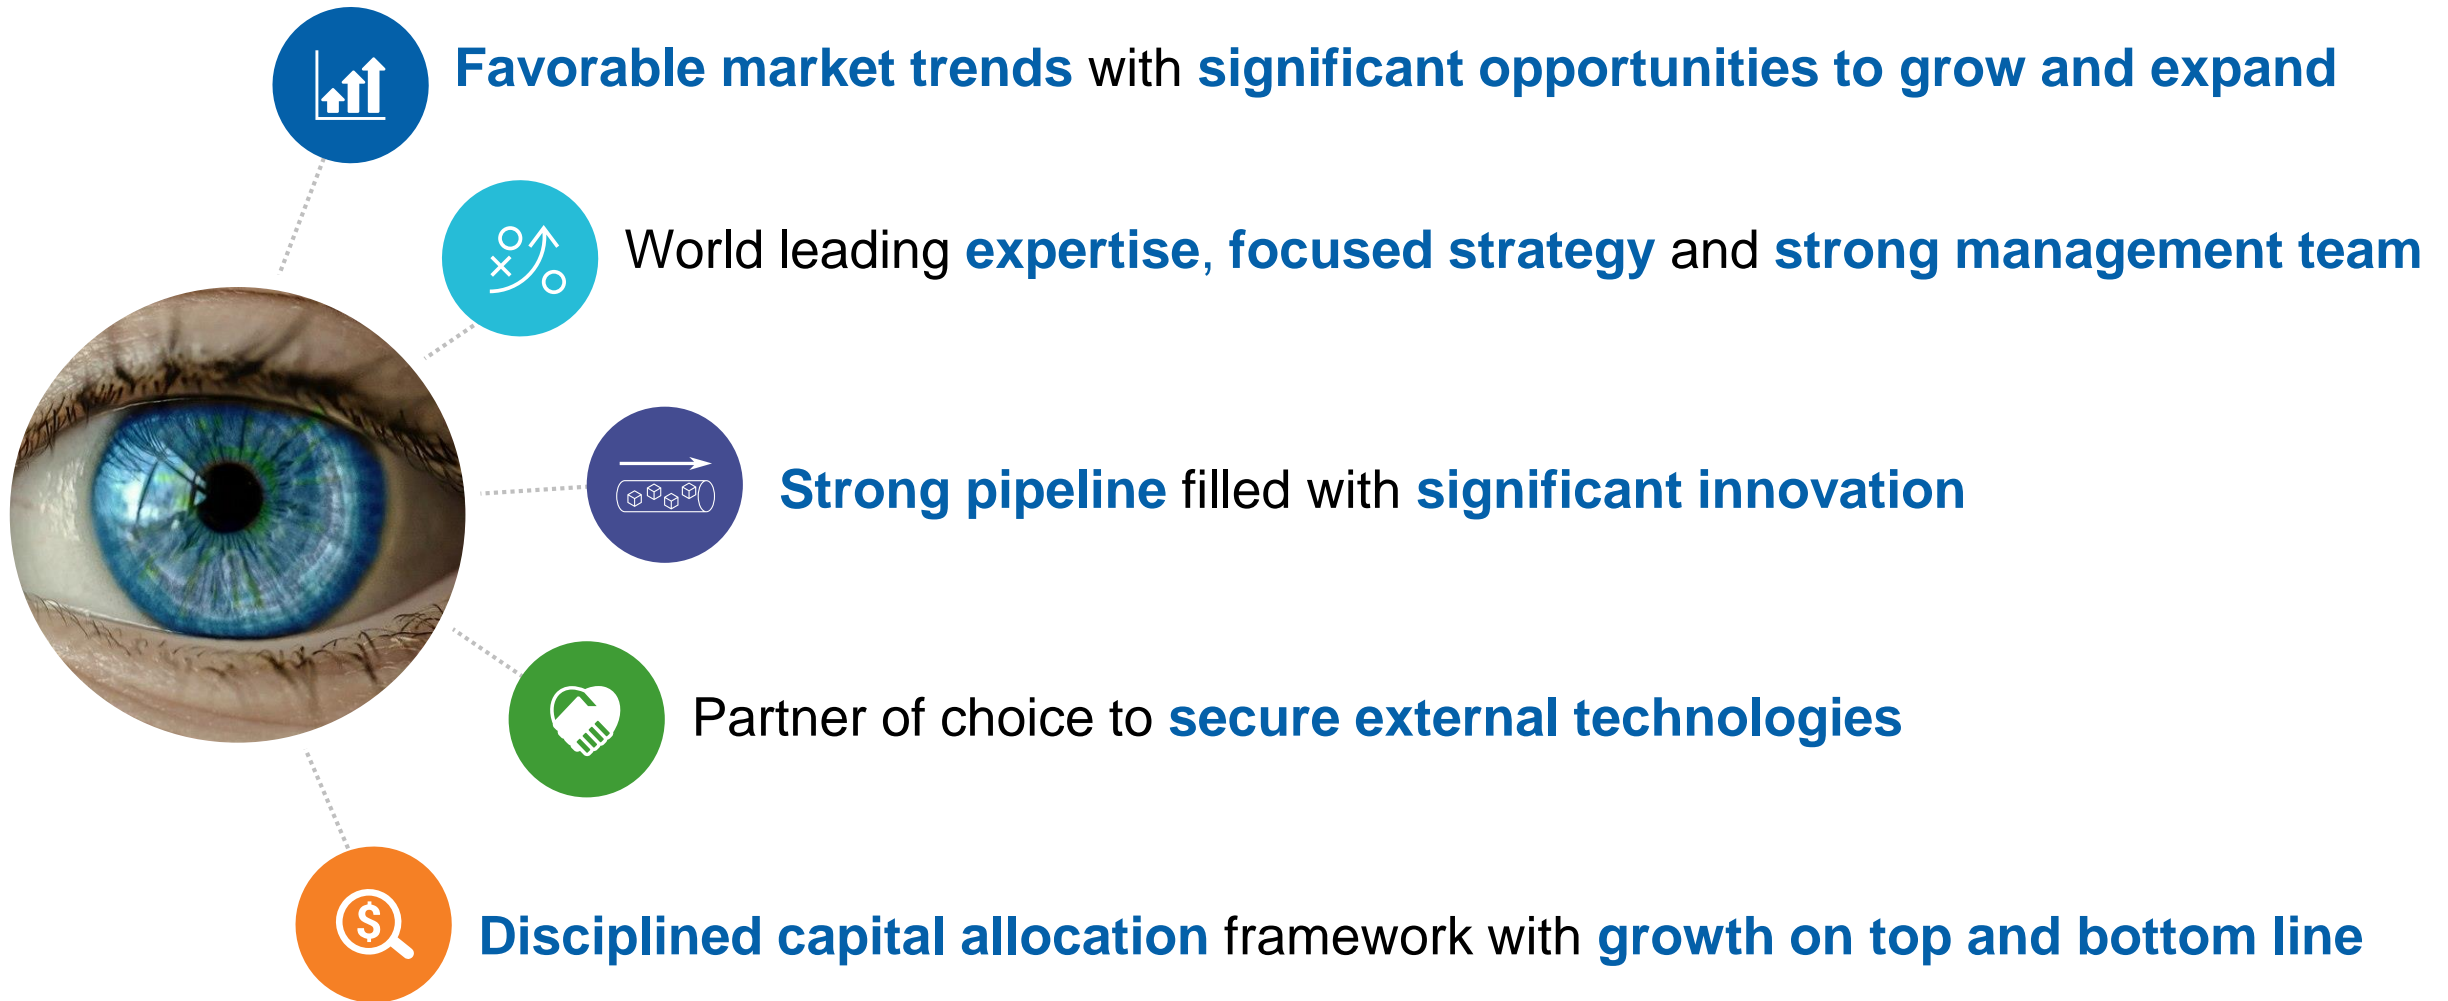 Favorable market trends with significant opportunities to grow and expand
World leading expertise, focused strategy and strong management team
Strong pipeline filled with significant innovation
Partner of choice to secure external technologies
$
Disciplined capital allocation framework with growth on top and bottom line